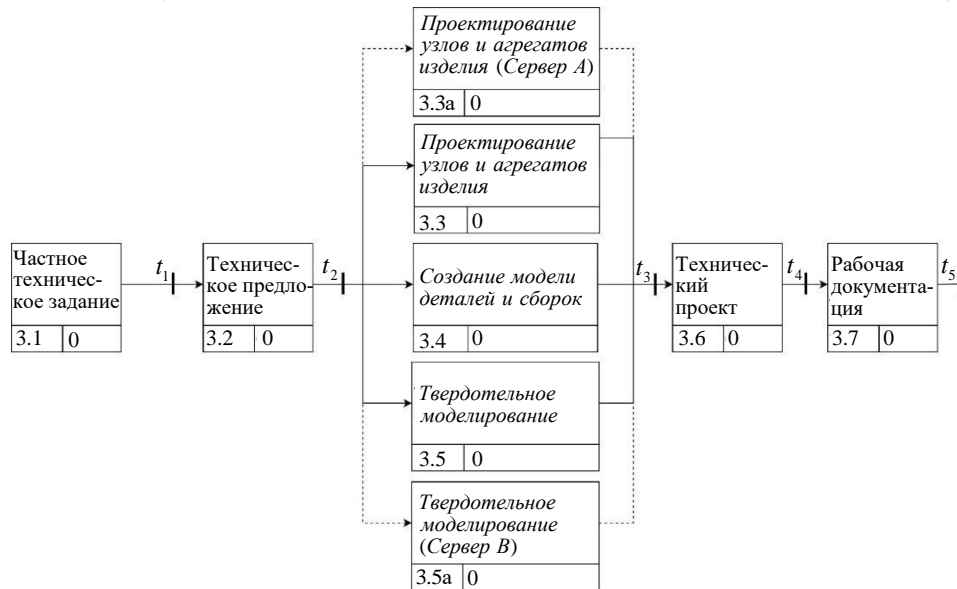 Проектирование
узлов и агрегатов
изделия (Сервер А)
3.3а 0
Проектирование
узлов и агрегатов
изделия
3.3 0
Частное
техниче-
ское задание
3.1 0
t1
Техничес-
кое предло-
жение
3.2 0
t2
Создание модели
деталей и сборок
3.4 0
t3
Техничес-
кий
проект
3.6 0
t4
Рабочая
документа-
ция
3.7 0
t5
Твердотельное
моделирование
3.5 0
Твердотельное
моделирование
(Сервер В)
3.5а 0